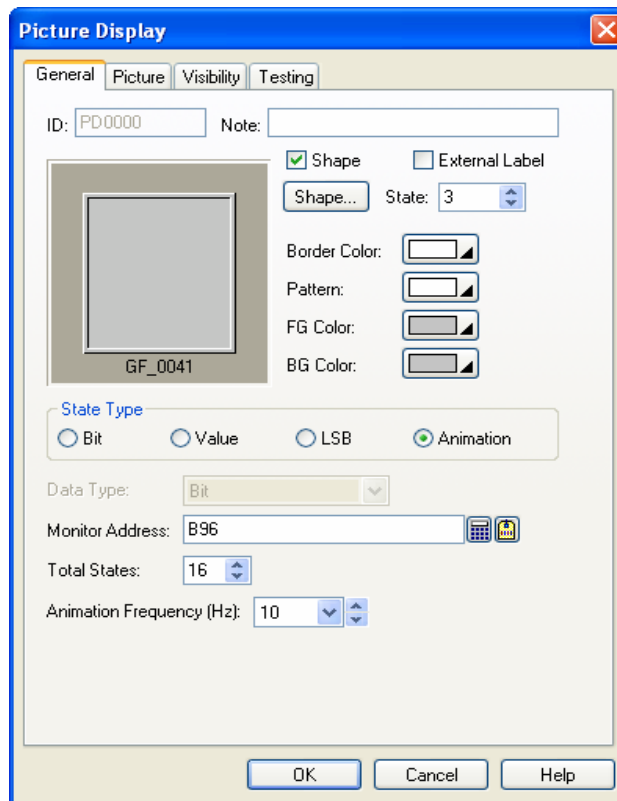 Picture Display
General Picture Visibility Testing
ID: PD0000 Note:
Shape External Label
Shape... State: 3
Border Color:
Pattern:
FG Color:
GF_0041 BG Color:
State Type
Bit Value LSB Animation
Data Type: Bit
Monitor Address: B96
Total States: 16
Animation Frequency (Hz): 10
OK Cancel Help